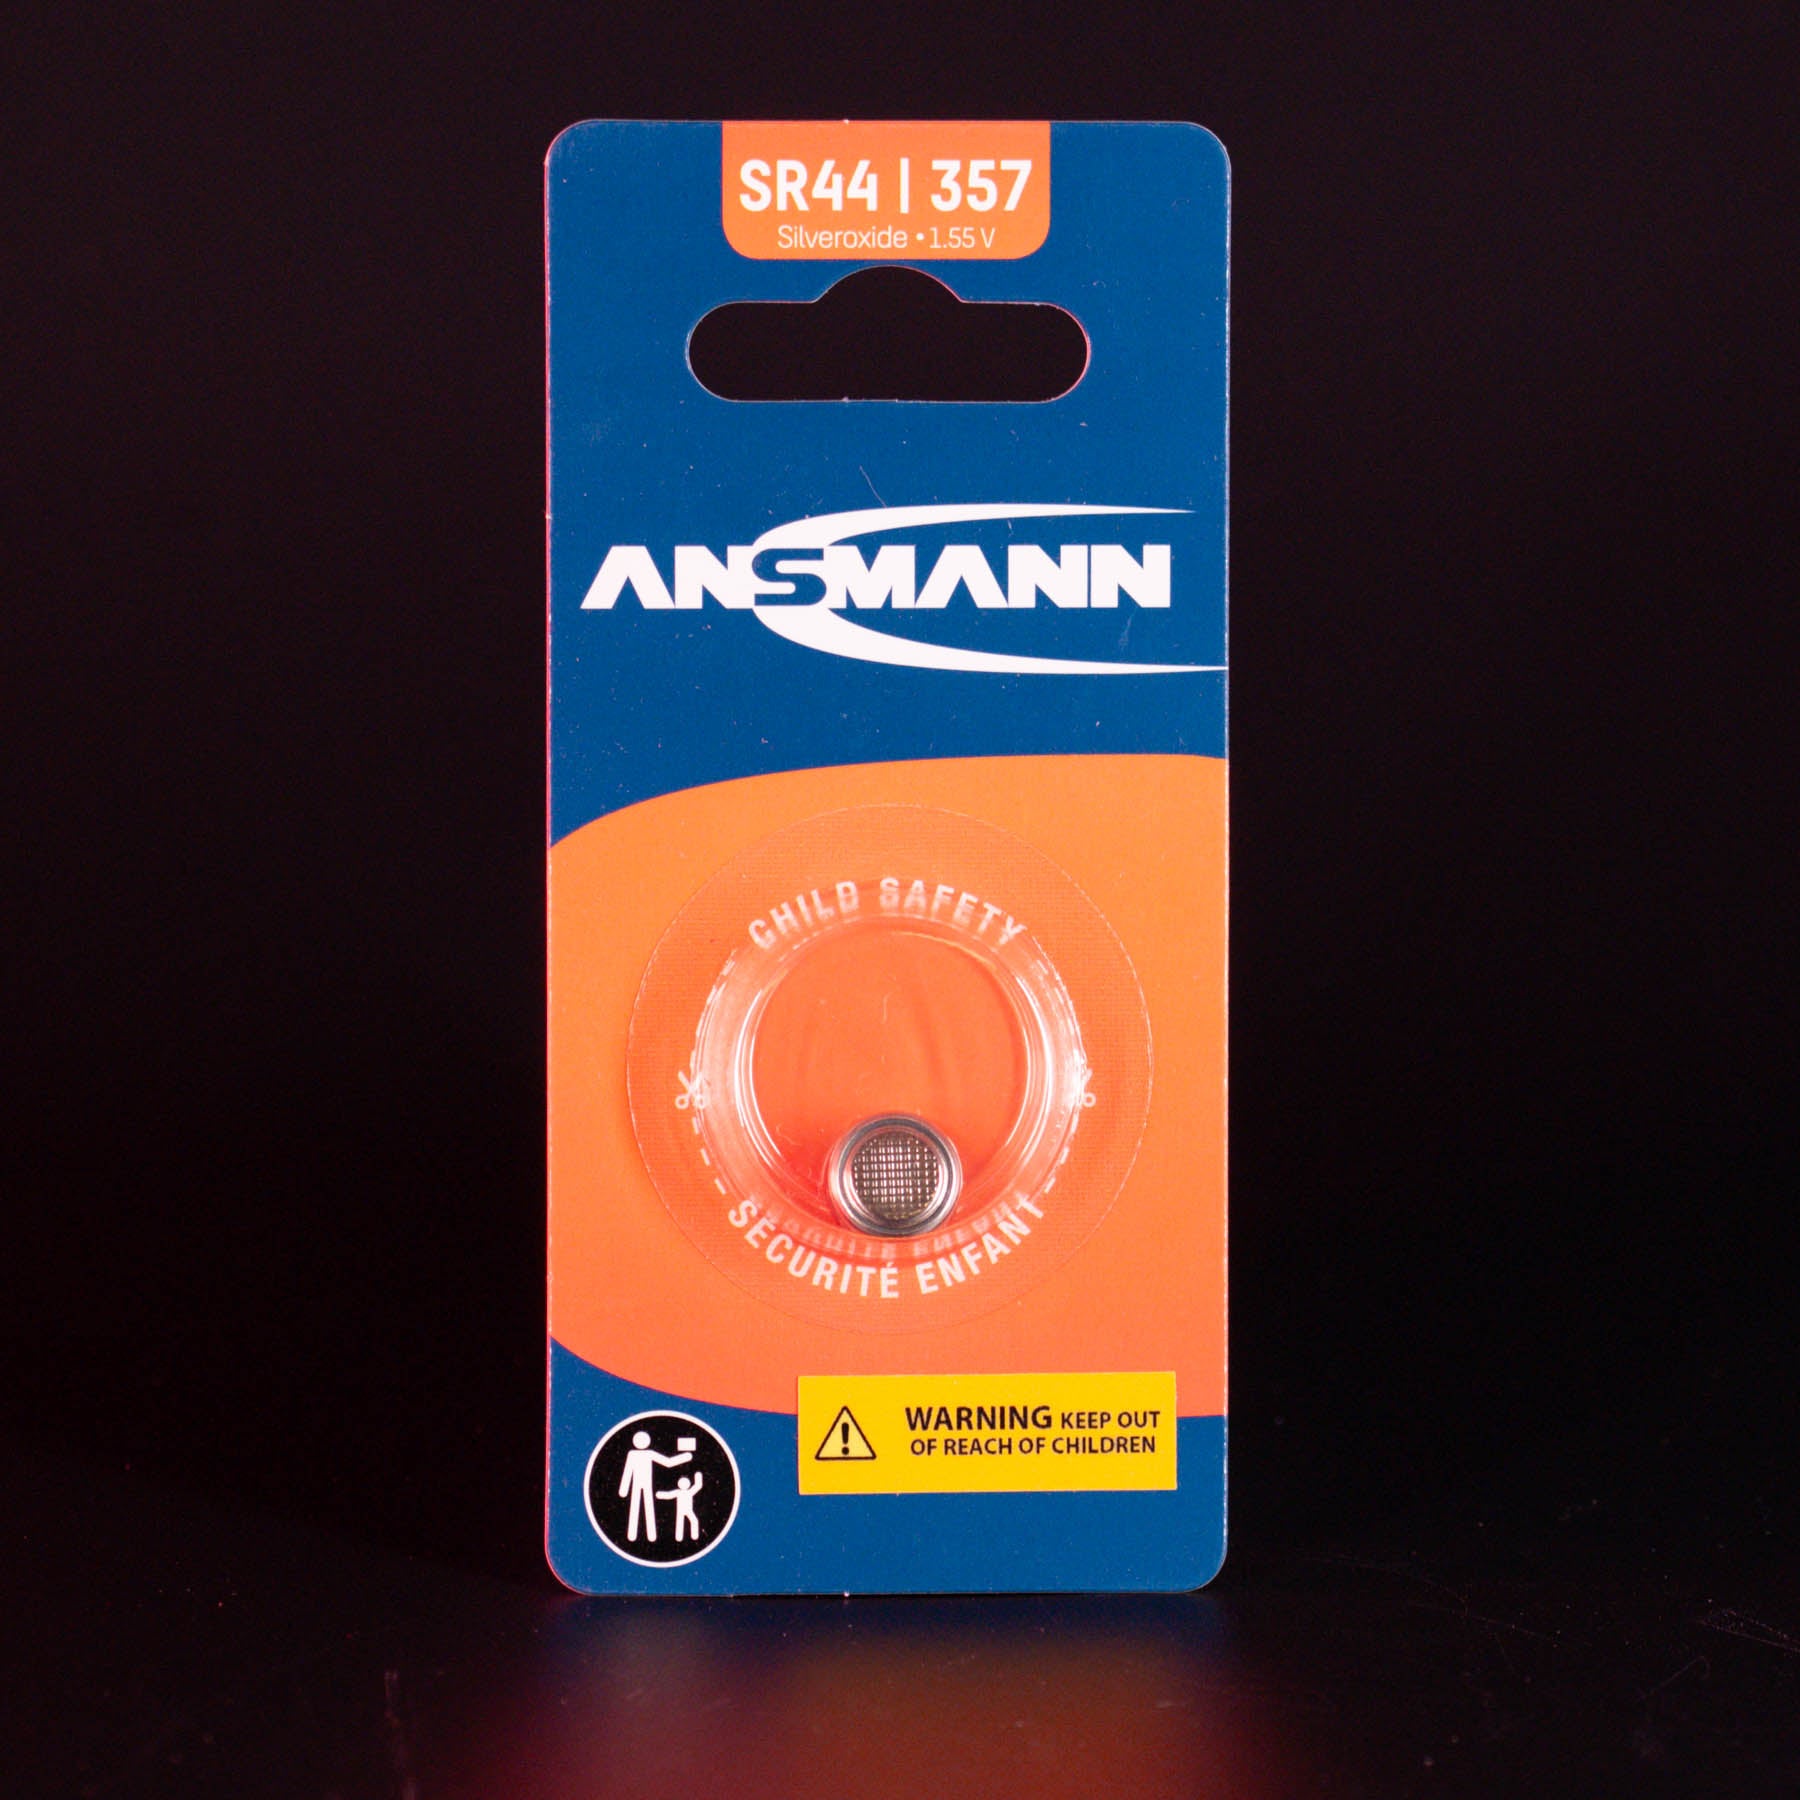 SR44 | 357
Silveroxide • 1.55 V
ANSMANN
CHILD SAFETY
SÉCURITÉ ENFANT
WARNING KEEP OUT
OF REACH OF CHILDREN